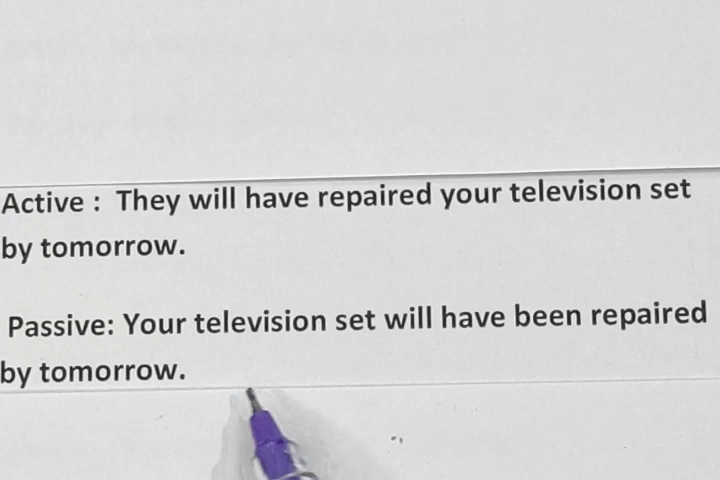 Active : They will have repaired your television set
by tomorrow.
Passive: Your television set will have been repaired
by tomorrow.